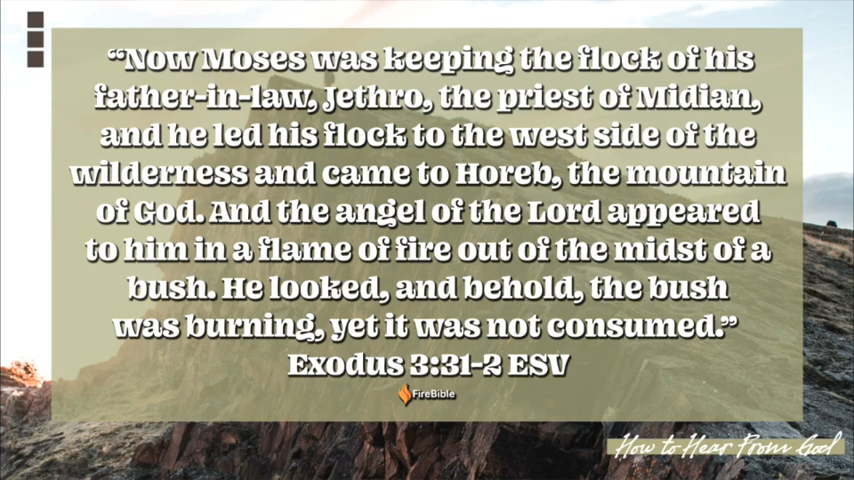 “Now Moses was keeping the flock of his
father-in-law, Jethro, the priest of Midian,
and he led his flock to the west side of the
wilderness and came to Horeb, the mountain
of God. And the angel of the Lord appeared
to him in a flame of fire out of the midst of a
bush. He looked, and behold, the bush
was burning, yet it was not consumed.”
Exodus 3:31-2 ESV
FireBible
How to Hear From God